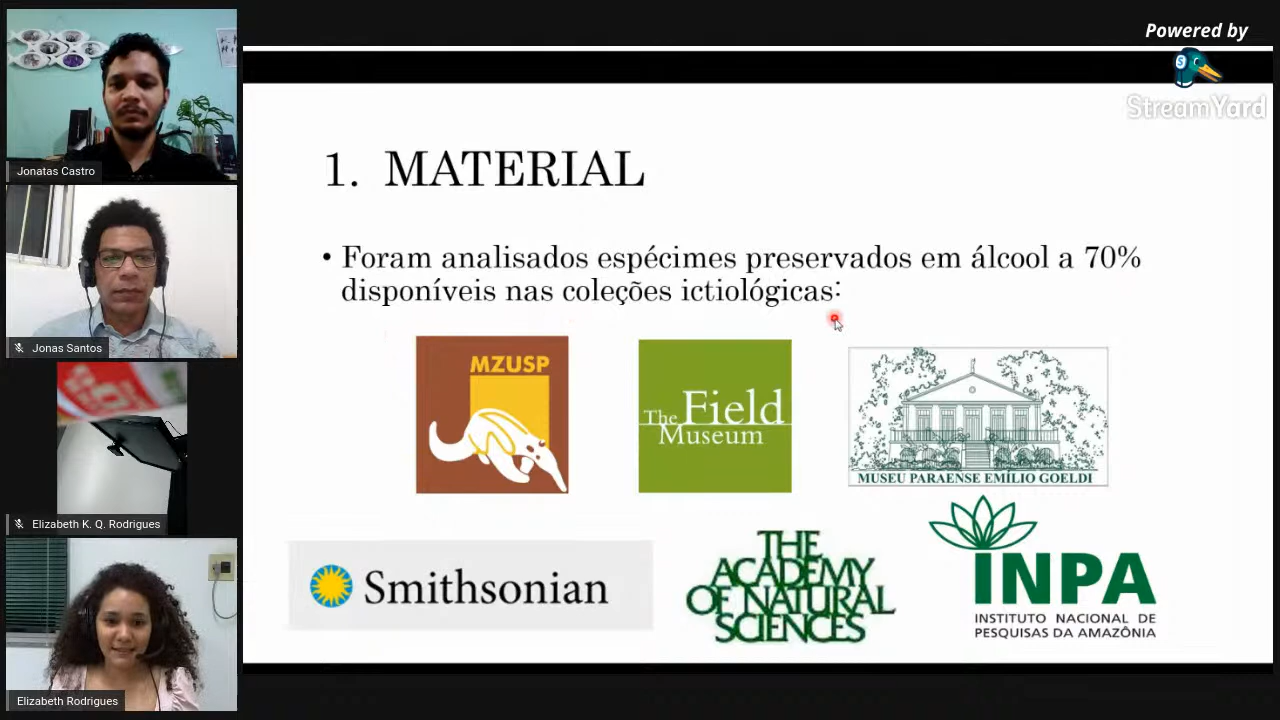 Powered by
StreamYard
Jonatas Castro
Jonas Santos
Elizabeth K. Q. Rodrigues
Elizabeth Rodrigues
1. MATERIAL
• Foram analisados espécimes preservados em álcool a 70%
disponíveis nas coleções ictiológicas:
MZUSP
The Field
Museum
MUSEU PARAENSE EMÍLIO GOELDI
Smithsonian
THE
ACADEMY
OF NATURAL
SCIENCES
INPA
INSTITUTO NACIONAL DE
PESQUISAS DA AMAZÔNIA